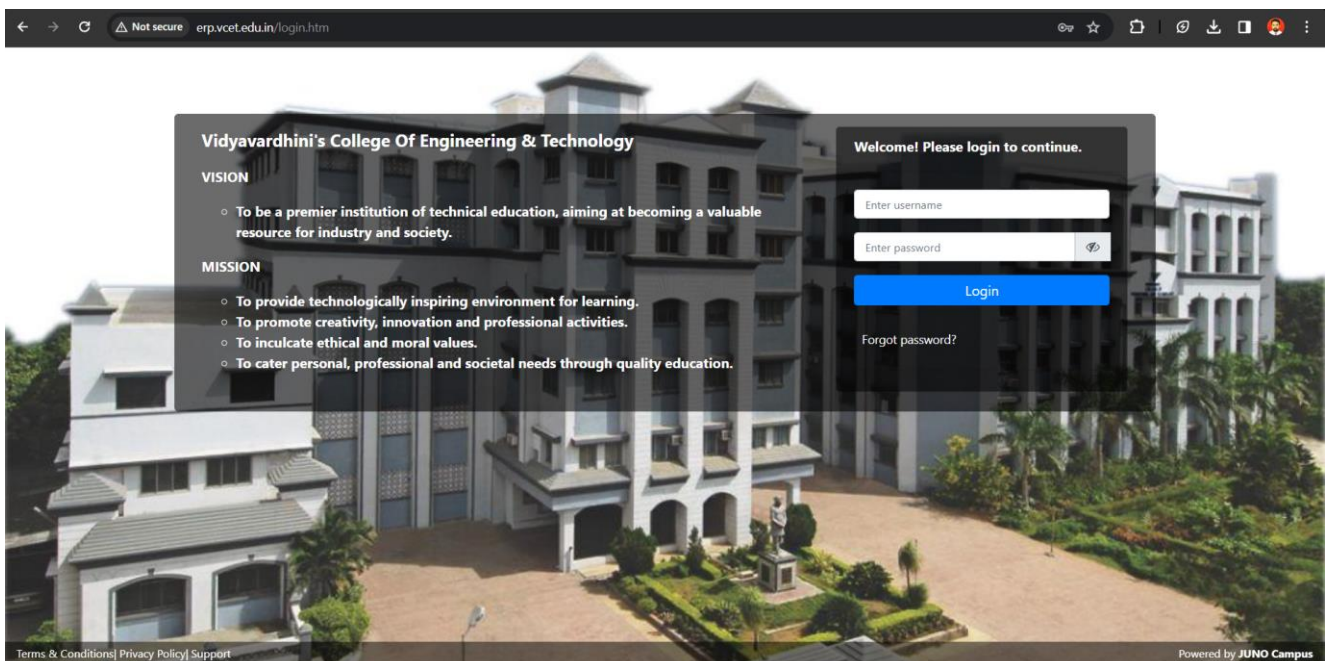 Not secure erp.vcet.edu.in/login.htm
Vidyavardhini's College Of Engineering & Technology
VISION
To be a premier institution of technical education, aiming at becoming a valuable
resource for industry and society.
MISSION
To provide technologically inspiring environment for learning.
To promote creativity, innovation and professional activities.
To inculcate ethical and moral values.
To cater personal, professional and societal needs through quality education.
Welcome! Please login to continue.
Enter username
Enter password
Login
Forgot password?
Terms & Conditions| Privacy Policy| Support
Powered by JUNO Campus